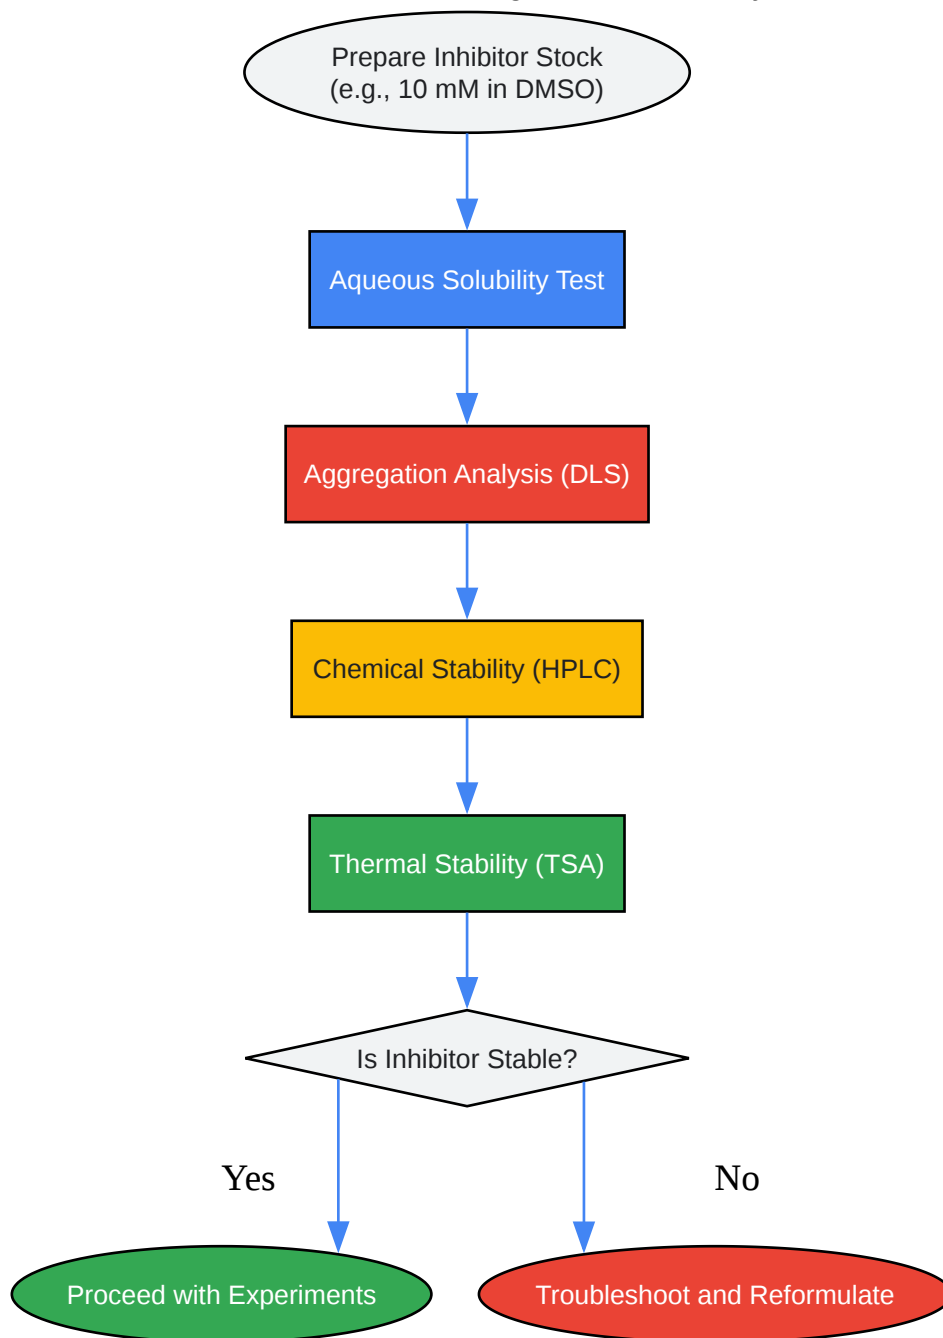 Prepare Inhibitor Stock
(e.g., 10 mM in DMSO)
Aqueous Solubility Test
Aggregation Analysis (DLS)
Chemical Stability (HPLC)
Thermal Stability (TSA)
Is Inhibitor Stable?
Yes
No
Proceed with Experiments
Troubleshoot and Reformulate